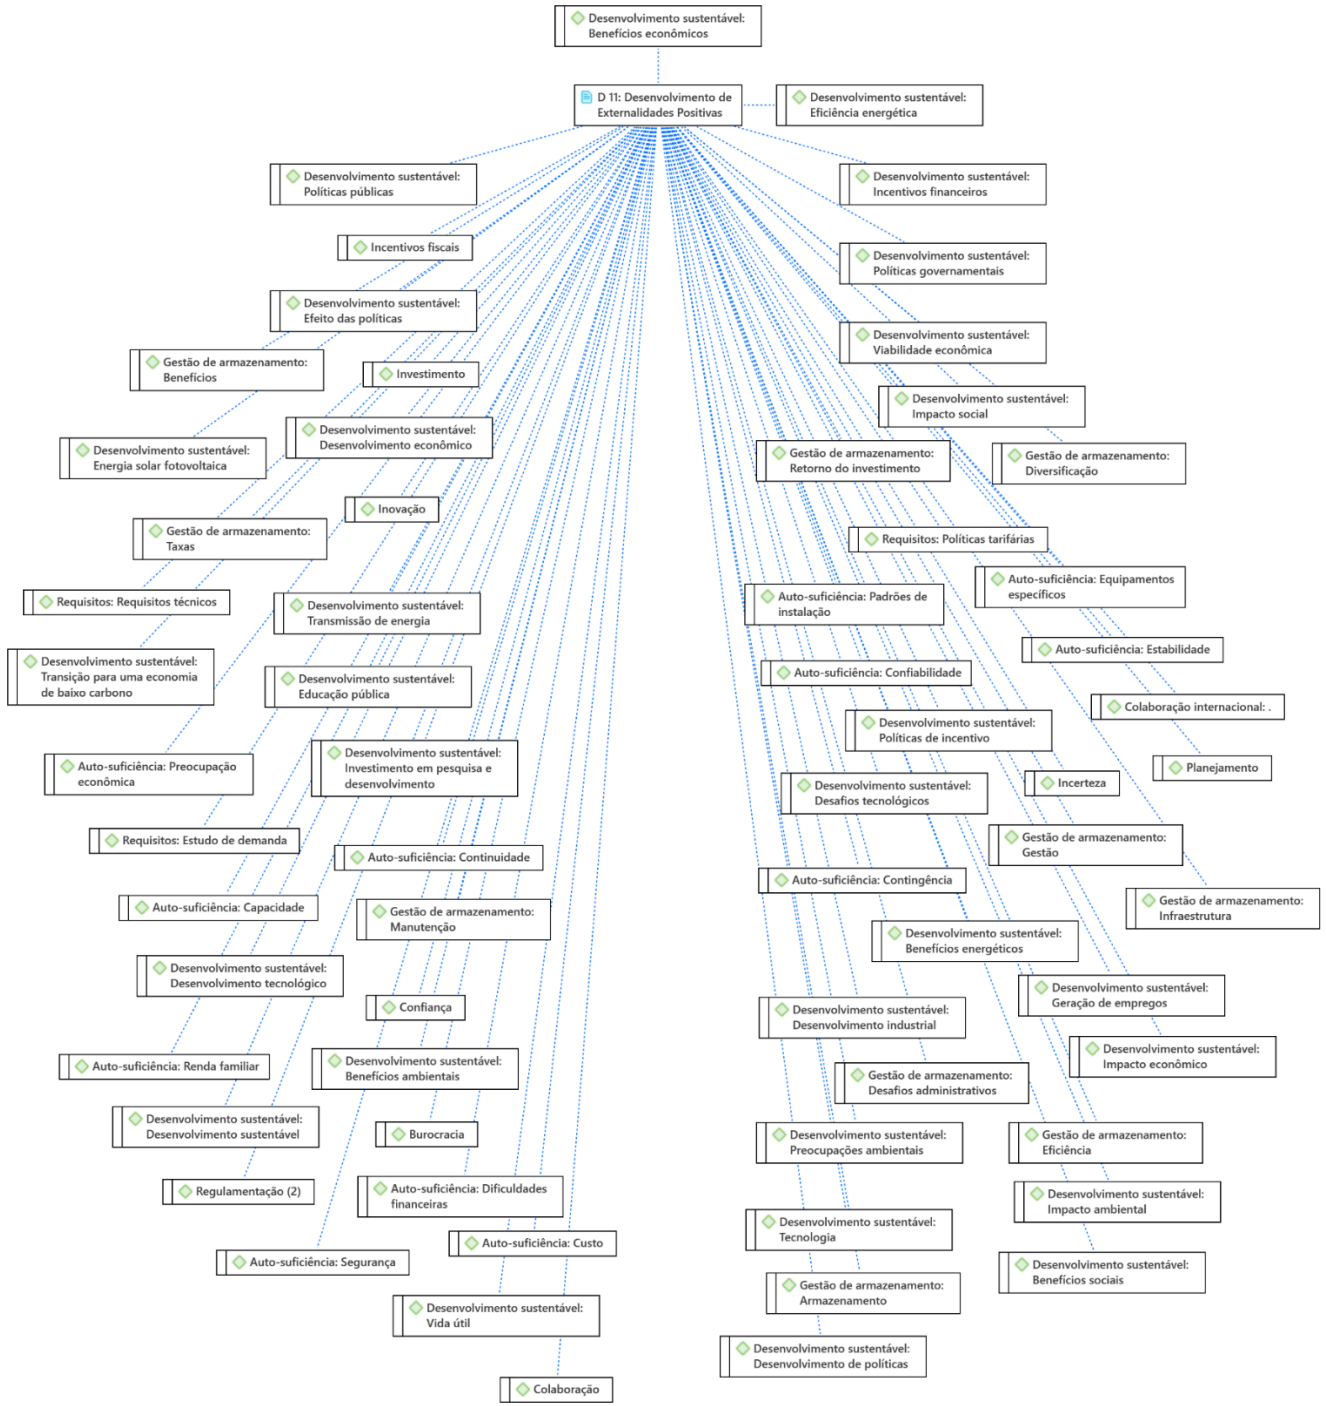 Desenvolvimento sustentável:
Benefícios econômicos
D 11: Desenvolvimento de
Externalidades Positivas
Desenvolvimento sustentável:
Eficiência energética
Desenvolvimento sustentável:
Políticas públicas
Desenvolvimento sustentável:
Incentivos financeiros
Incentivos fiscais
Desenvolvimento sustentável:
Políticas governamentais
Desenvolvimento sustentável:
Efeito das políticas
Desenvolvimento sustentável:
Viabilidade econômica
Gestão de armazenamento:
Benefícios
Investimento
Desenvolvimento sustentável:
Impacto social
Desenvolvimento sustentável:
Desenvolvimento econômico
Desenvolvimento sustentável:
Energia solar fotovoltaica
Gestão de armazenamento:
Retorno do investimento
Gestão de armazenamento:
Diversificação
Inovação
Gestão de armazenamento:
Taxas
Requisitos: Políticas tarifárias
Requisitos: Requisitos técnicos
Desenvolvimento sustentável:
Transmissão de energia
Auto-suficiência: Padrões de
instalação
Auto-suficiência: Equipamentos
específicos
Desenvolvimento sustentável:
Transição para uma economia
de baixo carbono
Desenvolvimento sustentável:
Educação pública
Auto-suficiência: Confiabilidade
Auto-suficiência: Estabilidade
Colaboração internacional: .
Desenvolvimento sustentável:
Políticas de incentivo
Auto-suficiência: Preocupação
econômica
Desenvolvimento sustentável:
Investimento em pesquisa e
desenvolvimento
Desenvolvimento sustentável:
Desafios tecnológicos
Incerteza
Planejamento
Requisitos: Estudo de demanda
Auto-suficiência: Continuidade
Gestão de armazenamento:
Gestão
Auto-suficiência: Contingência
Auto-suficiência: Capacidade
Gestão de armazenamento:
Manutenção
Gestão de armazenamento:
Infraestrutura
Desenvolvimento sustentável:
Benefícios energéticos
Desenvolvimento sustentável:
Desenvolvimento tecnológico
Confiança
Desenvolvimento sustentável:
Desenvolvimento industrial
Desenvolvimento sustentável:
Geração de empregos
Auto-suficiência: Renda familiar
Desenvolvimento sustentável:
Benefícios ambientais
Gestão de armazenamento:
Desafios administrativos
Desenvolvimento sustentável:
Impacto econômico
Desenvolvimento sustentável:
Desenvolvimento sustentável
Burocracia
Desenvolvimento sustentável:
Preocupações ambientais
Gestão de armazenamento:
Eficiência
Regulamentação (2)
Auto-suficiência: Dificuldades
financeiras
Desenvolvimento sustentável:
Impacto ambiental
Auto-suficiência: Segurança
Auto-suficiência: Custo
Desenvolvimento sustentável:
Tecnologia
Desenvolvimento sustentável:
Benefícios sociais
Desenvolvimento sustentável:
Vida útil
Gestão de armazenamento:
Armazenamento
Desenvolvimento sustentável:
Desenvolvimento de políticas
Colaboração